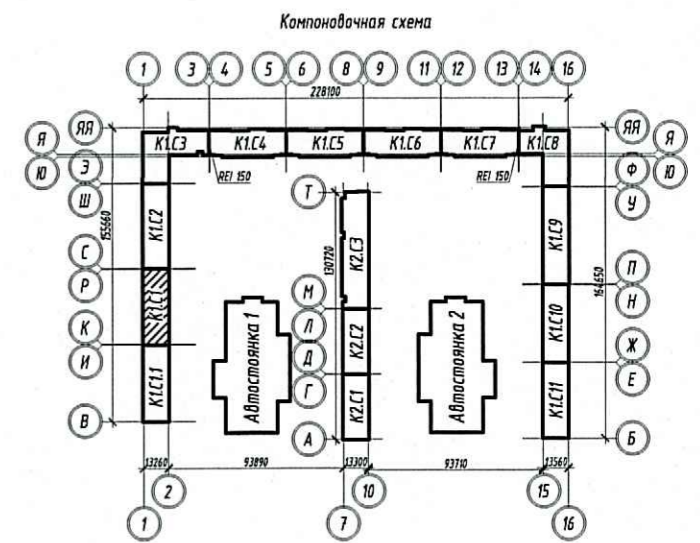 Компоновочная схема
1 3 4 5 6 8 9 11 12 13 14 16
228100
Я ЯЯ К1.С3 К1.С4 К1.С5 К1.С6 К1.С7 К1.С8 ЯЯ Я
Ю З REI 150 REI 150 Ф Ю
Ш Т У
155660 К1.С2 130720 К2.С3 К1.С9 164650
С П
Р К1.С1 М Н
К Автостоянка 1 Л К2.С2 Автостоянка 2 К1.С10 Ж
И Д Е
К1.С1.1 Г К2.С1 К1.С11
В А Б
13260 93890 13300 93710 13560
2 10 15
1 7 16